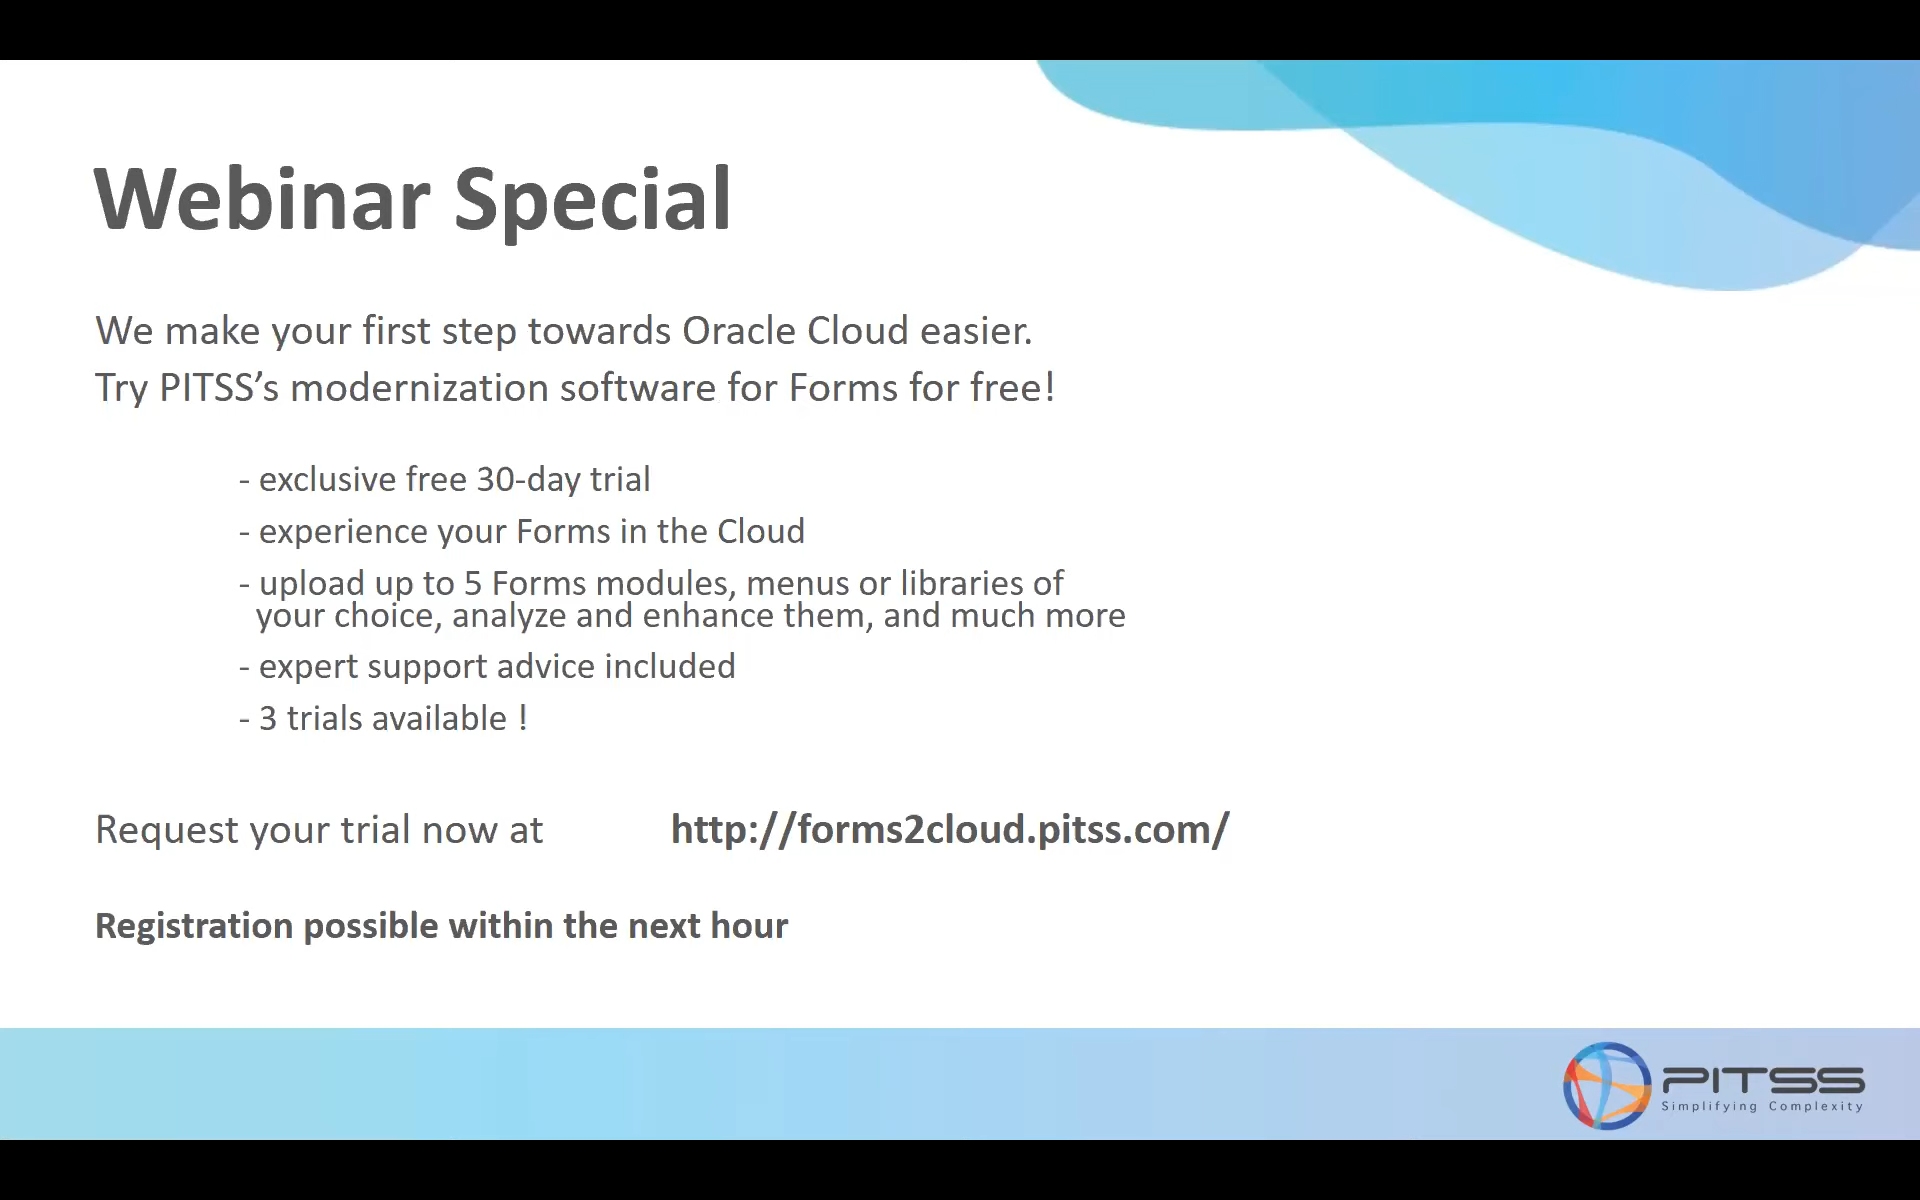 Webinar Special
We make your first step towards Oracle Cloud easier.
Try PITSS’s modernization software for Forms for free!
- exclusive free 30-day trial
- experience your Forms in the Cloud
- upload up to 5 Forms modules, menus or libraries of
your choice, analyze and enhance them, and much more
- expert support advice included
- 3 trials available !
Request your trial now at http://forms2cloud.pitss.com/
Registration possible within the next hour
PITSS
Simplifying Complexity